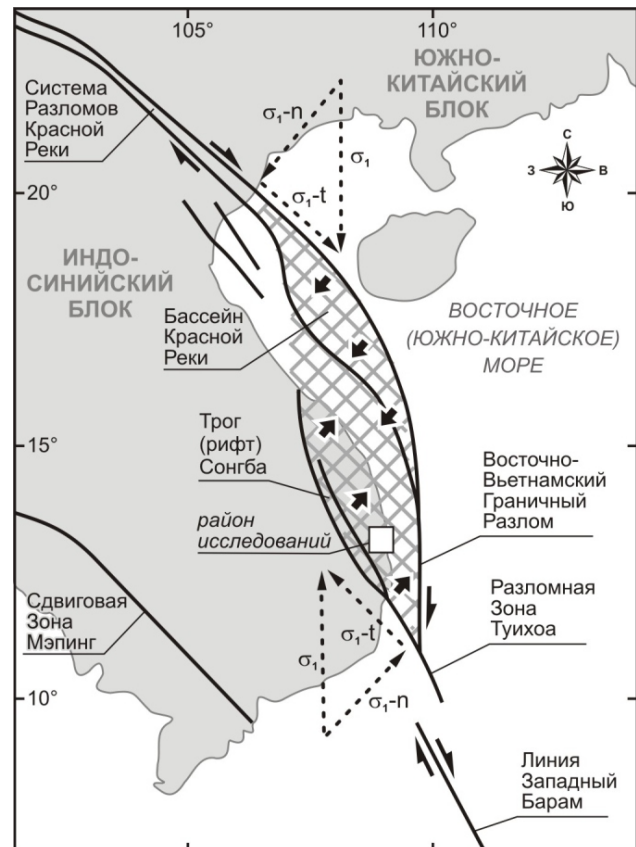 105°
110°
ЮЖНО-
КИТАЙСКИЙ
БЛОК
Система
Разломов
Красной
Реки
σ₁-n
σ₁
С
З
В
Ю
20°
σ₁-t
ИНДО-
СИНИЙСКИЙ
БЛОК
Бассейн
Красной
Реки
ВОСТОЧНОЕ
(ЮЖНО-КИТАЙСКОЕ)
МОРЕ
15°
Трог
(рифт)
Сонгба
район
исследований
Восточно-
Вьетнамский
Граничный
Разлом
Сдвиговая
Зона
Мэпинг
Разломная
Зона
Туихоа
σ₁
σ₁-t
σ₁-n
10°
Линия
Западный
Барам